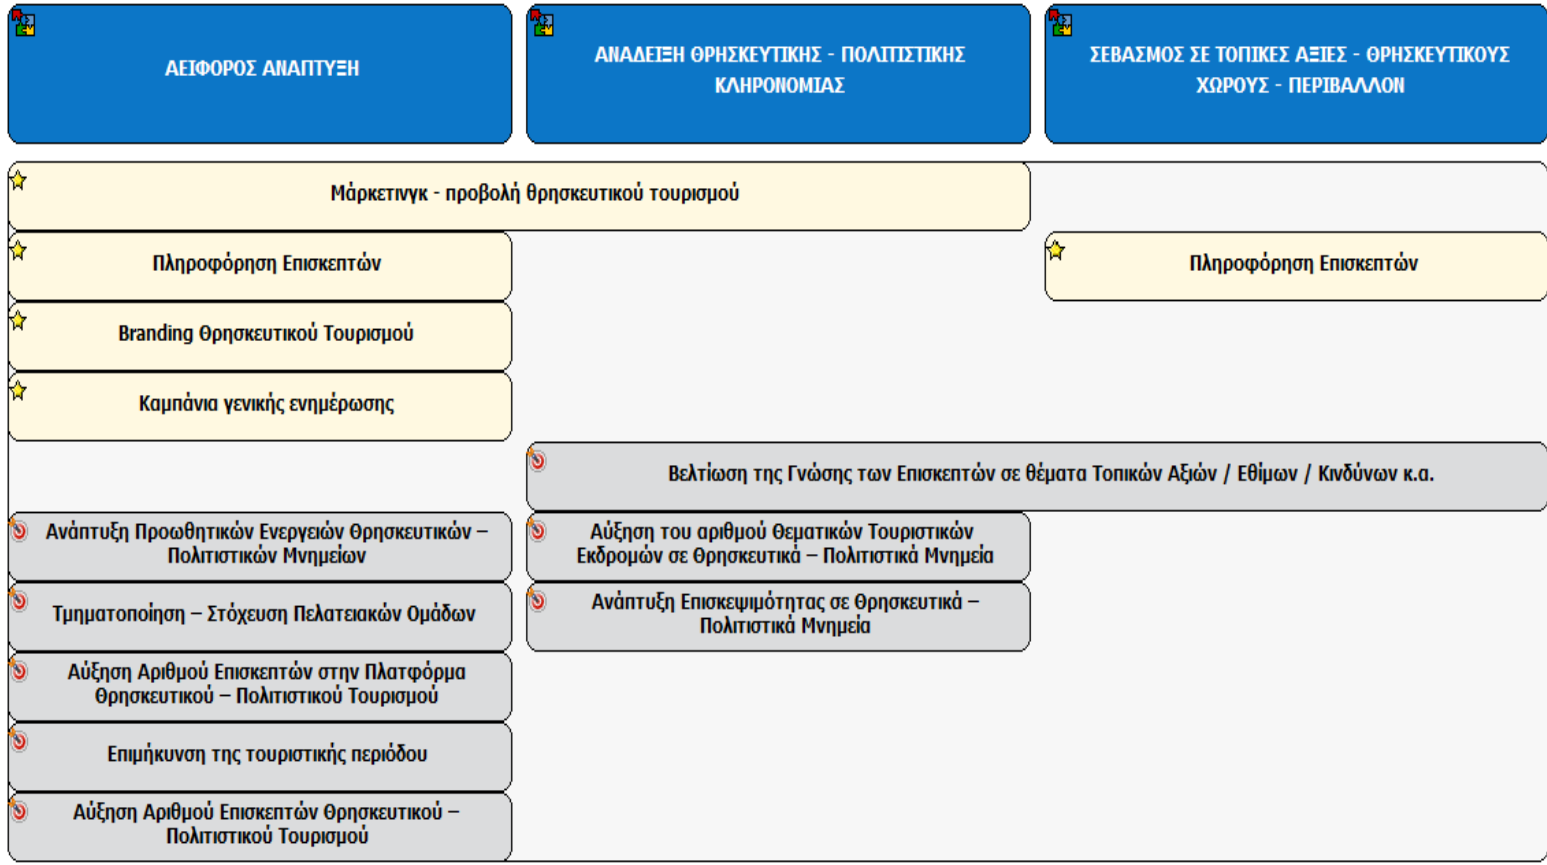 ΑΕΙΦΟΡΟΣ ΑΝΑΠΤΥΞΗ
ΑΝΑΔΕΙΞΗ ΘΡΗΣΚΕΥΤΙΚΗΣ - ΠΟΛΙΤΙΣΤΙΚΗΣ
ΚΛΗΡΟΝΟΜΙΑΣ
ΣΕΒΑΣΜΟΣ ΣΕ ΤΟΠΙΚΕΣ ΑΞΙΕΣ - ΘΡΗΣΚΕΥΤΙΚΟΥΣ
ΧΩΡΟΥΣ - ΠΕΡΙΒΑΛΛΟΝ
Μάρκετινγκ - προβολή θρησκευτικού τουρισμού
Πληροφόρηση Επισκεπτών
Πληροφόρηση Επισκεπτών
Branding Θρησκευτικού Τουρισμού
Καμπάνια γενικής ενημέρωσης
Βελτίωση της Γνώσης των Επισκεπτών σε θέματα Τοπικών Αξιών / Εθίμων / Κινδύνων κ.α.
Ανάπτυξη Προωθητικών Ενεργειών Θρησκευτικών –
Πολιτιστικών Μνημείων
Αύξηση του αριθμού Θεματικών Τουριστικών
Εκδρομών σε Θρησκευτικά – Πολιτιστικά Μνημεία
Τμηματοποίηση – Στόχευση Πελατειακών Ομάδων
Ανάπτυξη Επισκεψιμότητας σε Θρησκευτικά –
Πολιτιστικά Μνημεία
Αύξηση Αριθμού Επισκεπτών στην Πλατφόρμα
Θρησκευτικού – Πολιτιστικού Τουρισμού
Επιμήκυνση της τουριστικής περιόδου
Αύξηση Αριθμού Επισκεπτών Θρησκευτικού –
Πολιτιστικού Τουρισμού